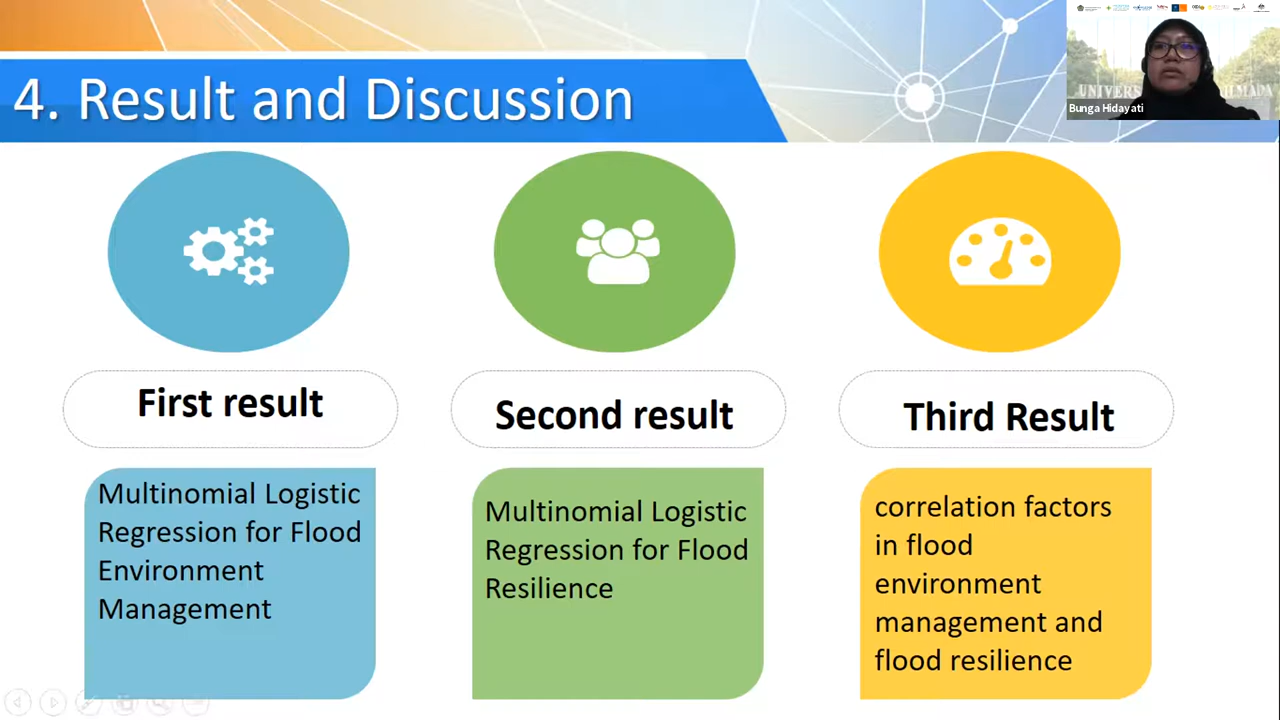 4. Result and Discussion
Bunga Hidayati
First result
Second result
Third Result
Multinomial Logistic
Regression for Flood
Environment
Management
Multinomial Logistic
Regression for Flood
Resilience
correlation factors
in flood
environment
management and
flood resilience